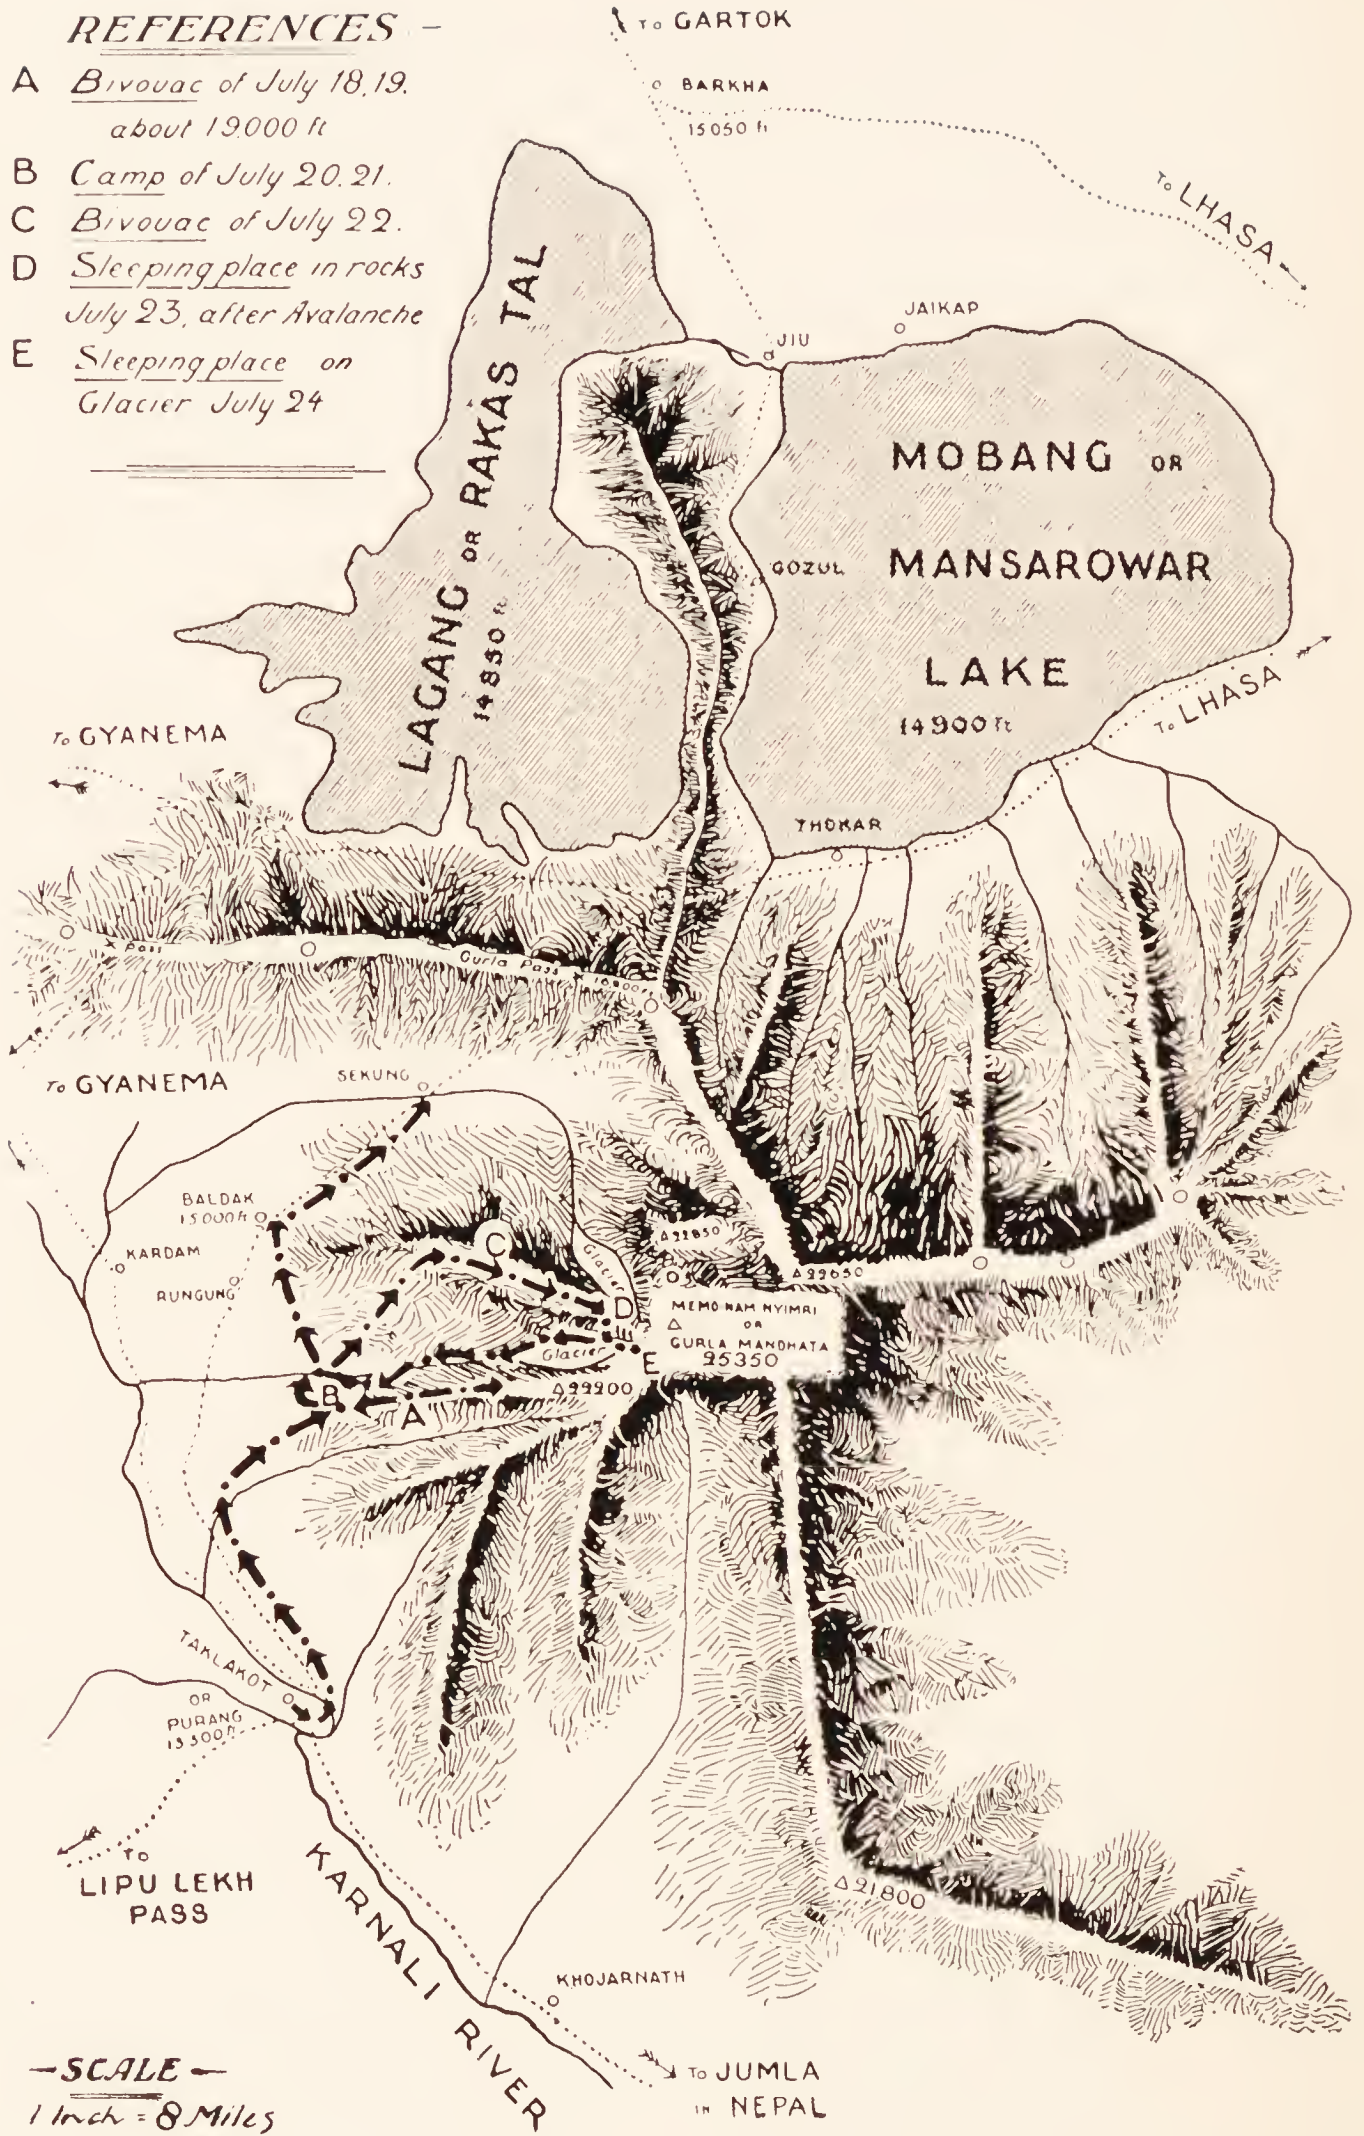 REFERENCES -
A Bivouac of July 18.19.
about 19000 ft
B Camp of July 20.21.
C Bivouac of July 22.
D Sleeping place in rocks
July 23, after Avalanche
E Sleeping place on
Glacier July 24
To GARTOK
BARKHA
15050 ft
To LHASA
JAIKAP
JIU
LAGANG OR RAKAS TAL
14850 ft
MOBANG OR
MANSAROWAR
LAKE
14900 ft
GOZUL
To LHASA
To GYANEMA
THOKAR
Pass
Gurla Pass
To GYANEMA
SEKUNG
BALDAK
15000 ft
KARDAM
RUNGUNG
C
Glacier
△22850
△22650
D
MEMO NAM NYIMRI
△ OR
GURLA MANDHATA
25350
Glacier
E
△22200
B
A
TAKLAKOT
OR
PURANG
13300 ft
To
LIPU LEKH
PASS
KARNALI RIVER
△21800
KHOJARNATH
To JUMLA
IN NEPAL
- SCALE -
1 Inch = 8 Miles